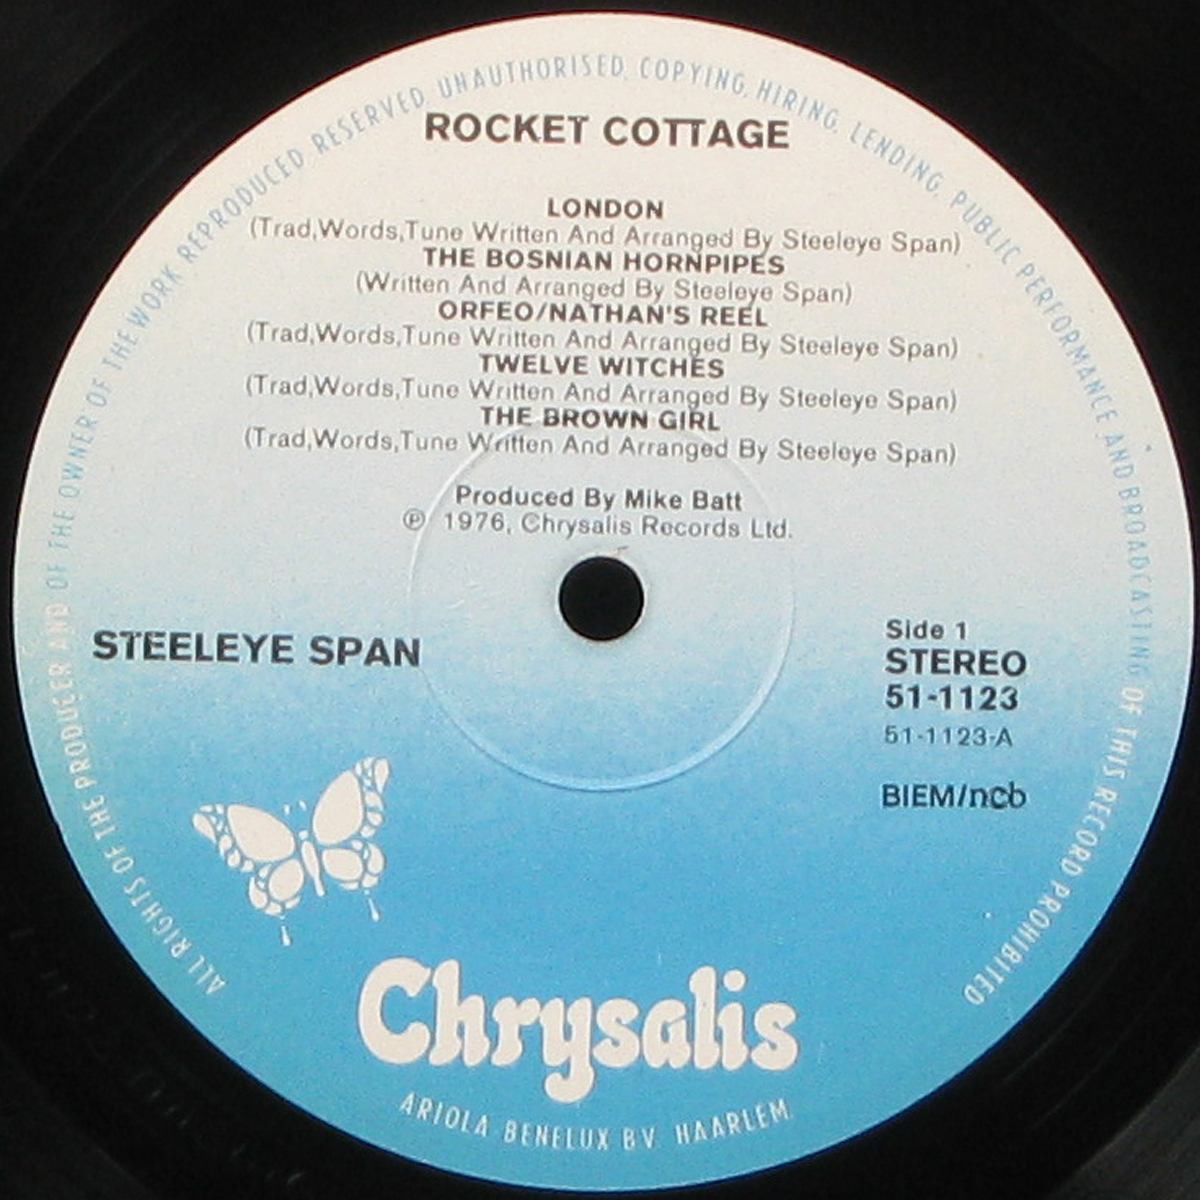 ALL RIGHTS OF THE PRODUCER AND OF THE OWNER OF THE WORK REPRODUCED RESERVED. UNAUTHORISED, COPYING, HIRING, LENDING, PUBLIC PERFORMANCE AND BROADCASTING OF THIS RECORD PROHIBITED
ROCKET COTTAGE
LONDON
(Trad,Words,Tune Written And Arranged By Steeleye Span)
THE BOSNIAN HORNPIPES
(Written And Arranged By Steeleye Span)
ORFEO/NATHAN'S REEL
(Trad,Words,Tune Written And Arranged By Steeleye Span)
TWELVE WITCHES
(Trad,Words,Tune Written And Arranged By Steeleye Span)
THE BROWN GIRL
(Trad,Words,Tune Written And Arranged By Steeleye Span)
Produced By Mike Batt
℗ 1976, Chrysalis Records Ltd.
STEELEYE SPAN
Side 1
STEREO
51-1123
51-1123-A
BIEM/ncb
Chrysalis
ARIOLA BENELUX BV. HAARLEM